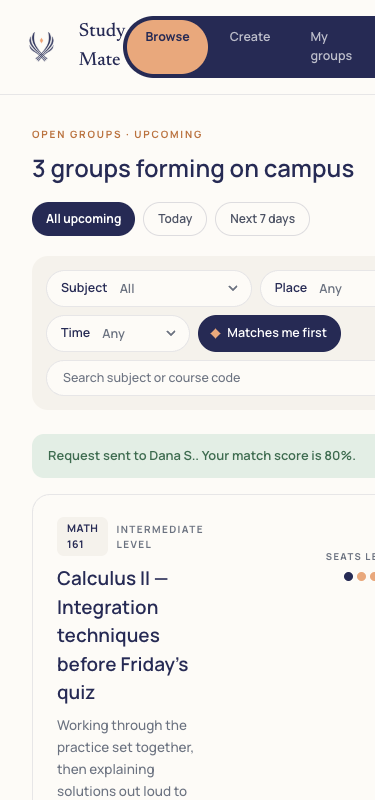 Study
Mate
Browse
Create
My
groups
OPEN GROUPS · UPCOMING
3 groups forming on campus
All upcoming
Today
Next 7 days
Subject All
Place Any
Time Any
Matches me first
Search subject or course code
Request sent to Dana S.. Your match score is 80%.
MATH
161
INTERMEDIATE
LEVEL
SEATS LE
Calculus II —
Integration
techniques
before Friday's
quiz
Working through the
practice set together,
then explaining
solutions out loud to